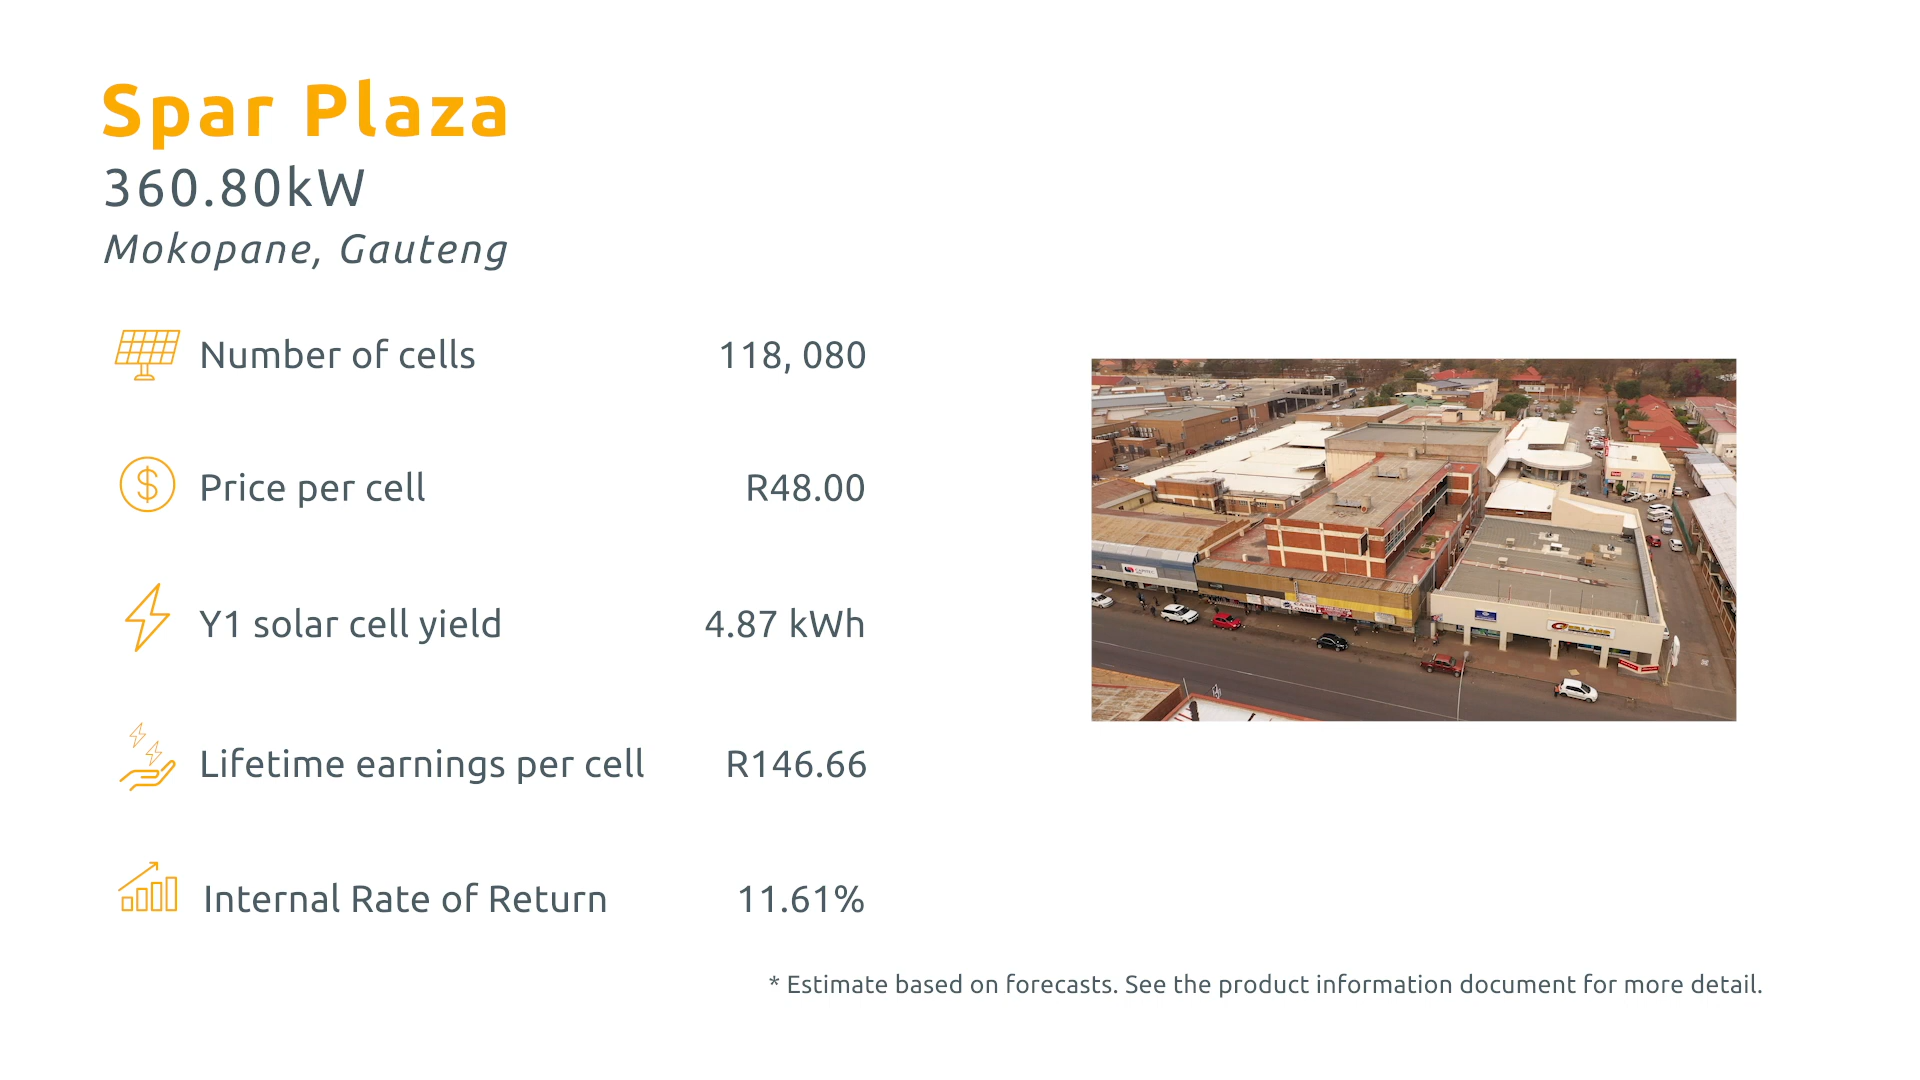 Spar Plaza
360.80kW
Mokopane, Gauteng
Number of cells 118, 080
Price per cell R48.00
Y1 solar cell yield 4.87 kWh
Lifetime earnings per cell R146.66
Internal Rate of Return 11.61%
* Estimate based on forecasts. See the product information document for more detail.